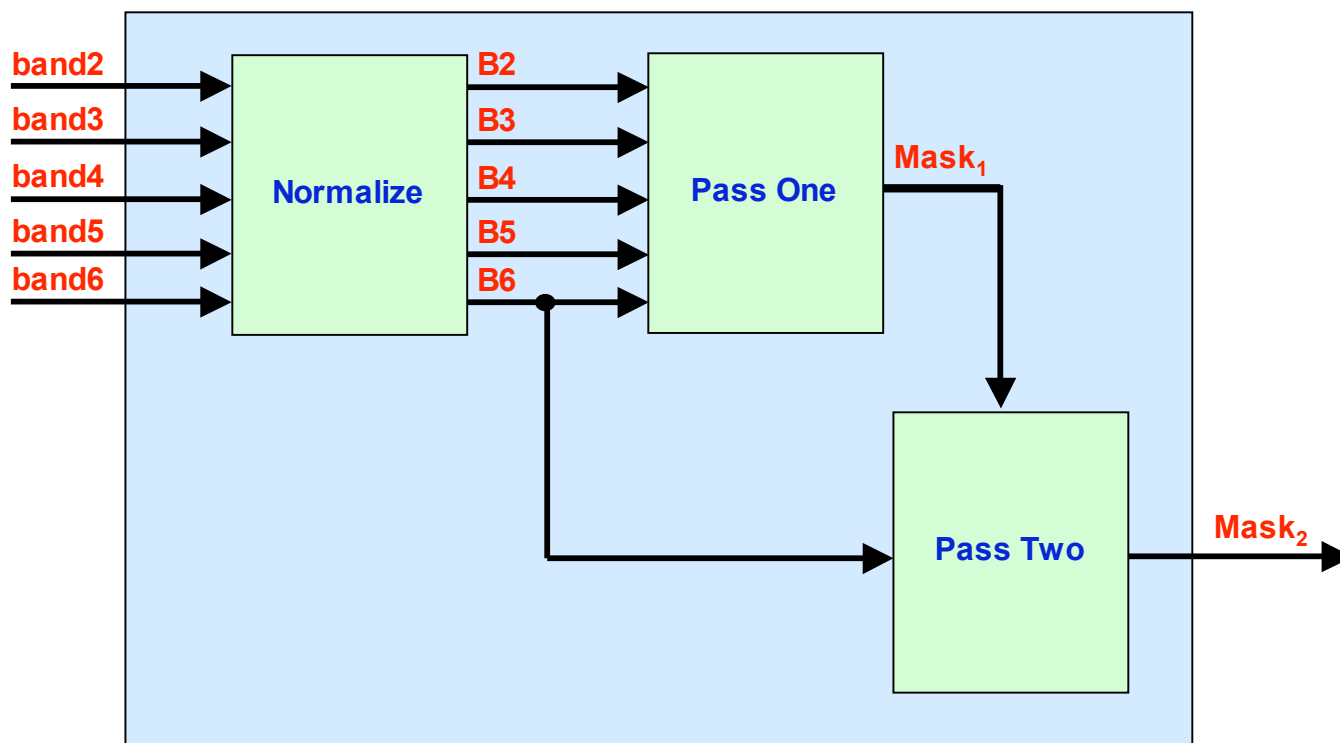 band2
band3
band4
band5
band6
Normalize
B2
B3
B4
B5
B6
Pass One
Mask₁
Pass Two
Mask₂